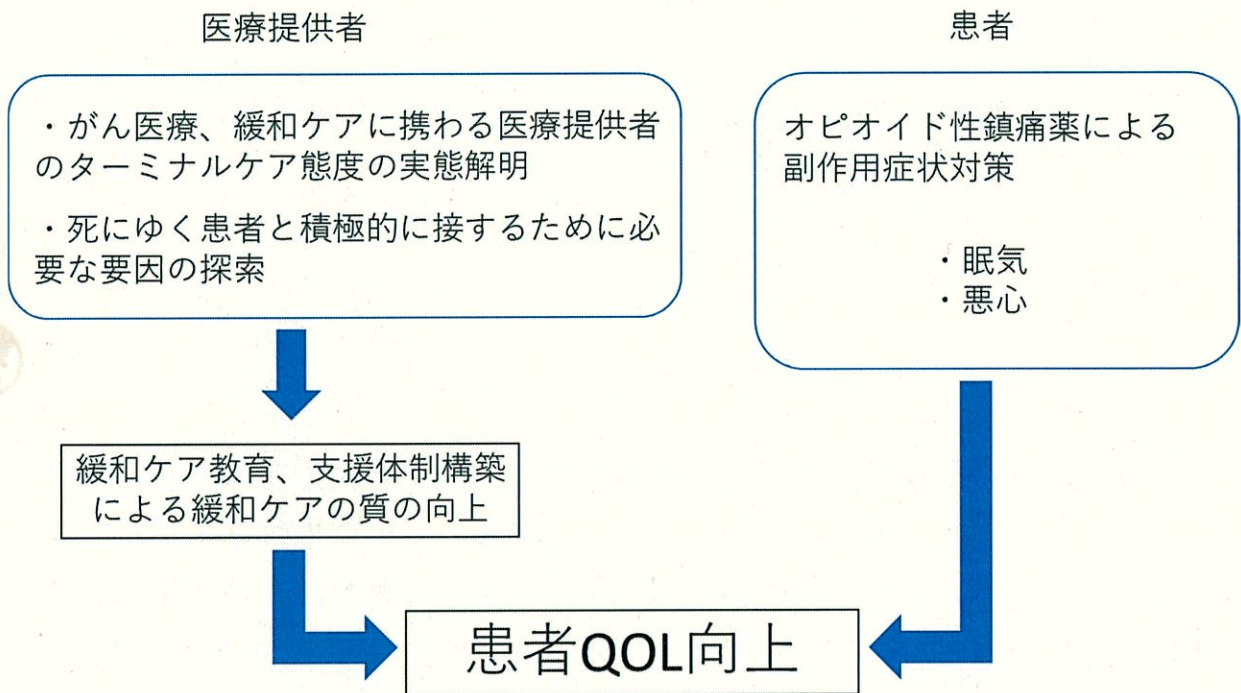 医療提供者
・がん医療、緩和ケアに携わる医療提供者
のターミナルケア態度の実態解明
・死にゆく患者と積極的に接するために必
要な要因の探索
緩和ケア教育、支援体制構築
による緩和ケアの質の向上
患者
オピオイド性鎮痛薬による
副作用症状対策
・眠気
・悪心
患者QOL向上